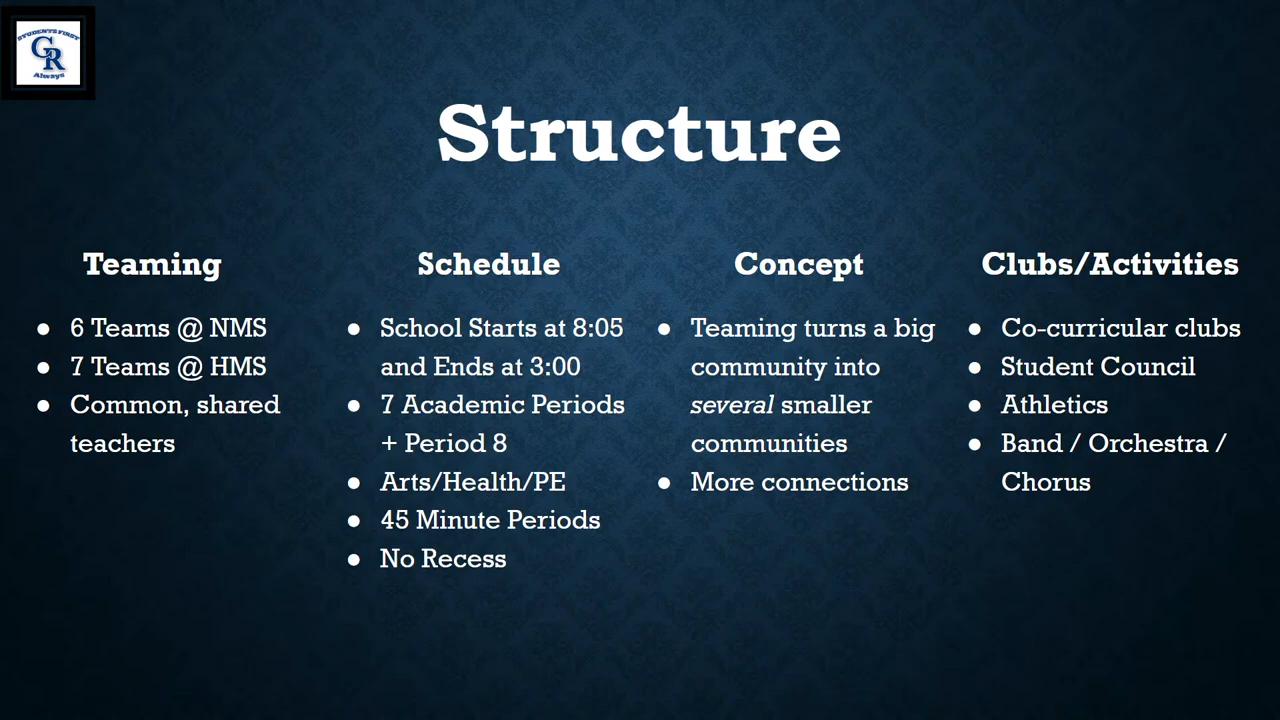 STUDENTS FIRST
GR
Always
Structure
Teaming
● 6 Teams @ NMS
● 7 Teams @ HMS
● Common, shared
teachers
Schedule
● School Starts at 8:05
and Ends at 3:00
● 7 Academic Periods
+ Period 8
● Arts/Health/PE
● 45 Minute Periods
● No Recess
Concept
● Teaming turns a big
community into
several smaller
communities
● More connections
Clubs/Activities
● Co-curricular clubs
● Student Council
● Athletics
● Band / Orchestra /
Chorus